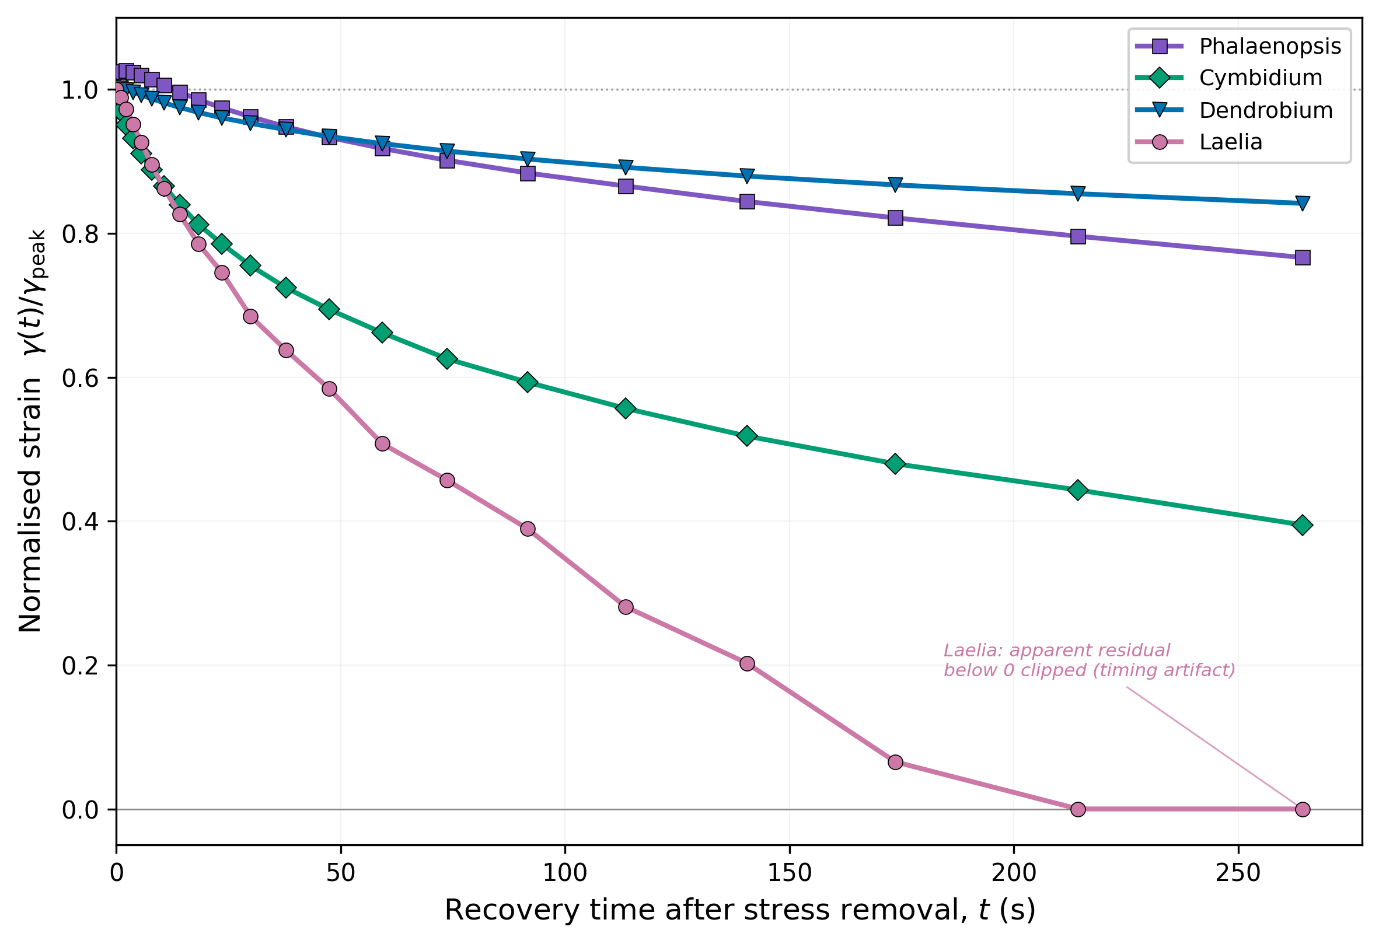 Phalaenopsis
Cymbidium
Dendrobium
Laelia
1.0
0.8
0.6
0.4
0.2
0.0
Normalised strain γ(t)/γpeak
Laelia: apparent residual
below 0 clipped (timing artifact)
0 50 100 150 200 250
Recovery time after stress removal, t (s)